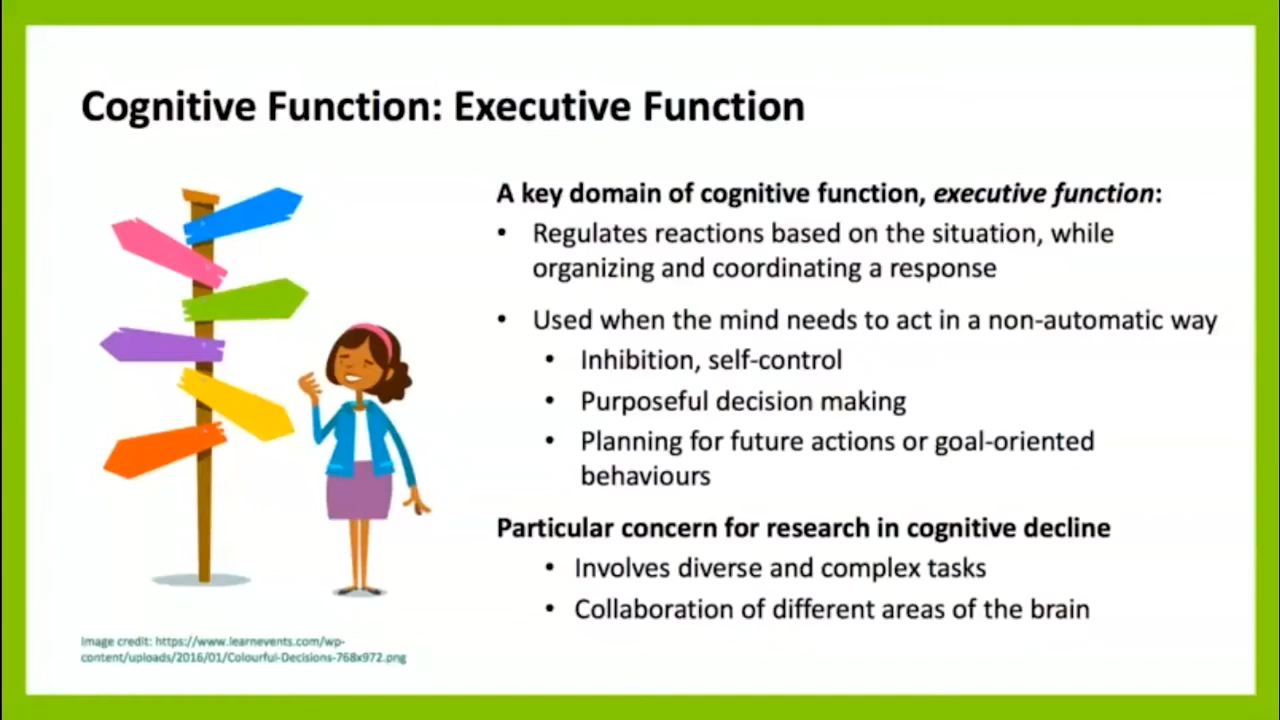 Cognitive Function: Executive Function
A key domain of cognitive function, executive function:
• Regulates reactions based on the situation, while
organizing and coordinating a response
• Used when the mind needs to act in a non-automatic way
• Inhibition, self-control
• Purposeful decision making
• Planning for future actions or goal-oriented
behaviours
Particular concern for research in cognitive decline
• Involves diverse and complex tasks
• Collaboration of different areas of the brain
Image credit: https://www.learnevents.com/wp-
content/uploads/2016/01/Colourful-Decisions-768x972.png